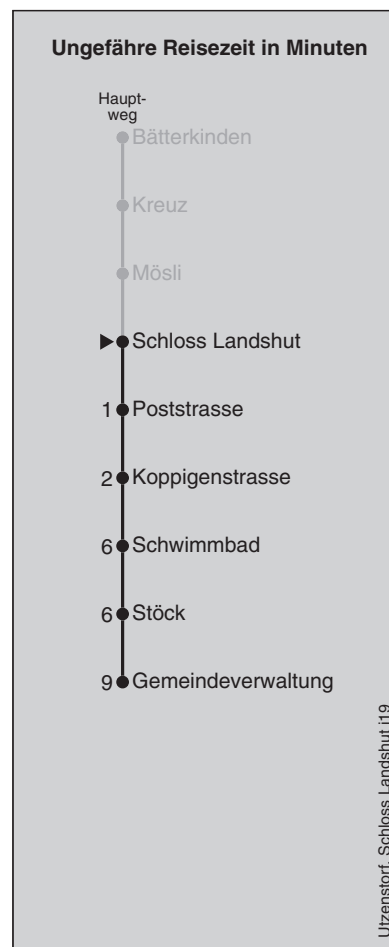 Ungefähre Reisezeit in Minuten
Haupt-
weg
Bätterkinden
Kreuz
Mösli
Schloss Landshut
1 Poststrasse
2 Koppigenstrasse
6 Schwimmbad
6 Stöck
9 Gemeindeverwaltung
Utzenstorf, Schloss Landshut j19